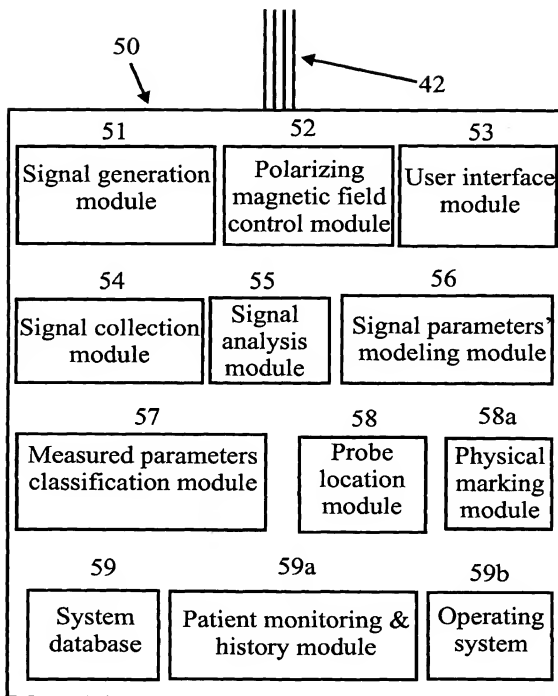 50
42
51
52
53
Signal generation
module
Polarizing
magnetic field
control module
User interface
module
54
55
56
Signal collection
module
Signal
analysis
module
Signal parameters’
modeling module
57
58
58a
Measured parameters
classification module
Probe
location
module
Physical
marking
module
59
59a
59b
System
database
Patient monitoring &
history module
Operating
system